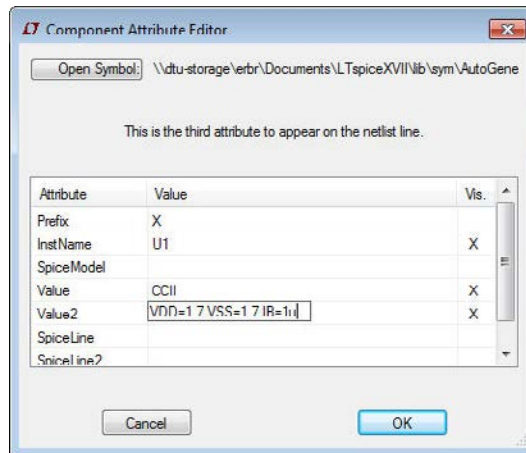 Component Attribute Editor
Open Symbol: \\dtu-storage\erbr\Documents\LTspiceXVII\lib\sym\AutoGene
This is the third attribute to appear on the netlist line.
Attribute Value Vis.
Prefix X
InstName U1 X
SpiceModel
Value CCII X
Value2 VDD=1.7 VSS=1.7 IB=1u X
SpiceLine
SpiceLine2
Cancel OK